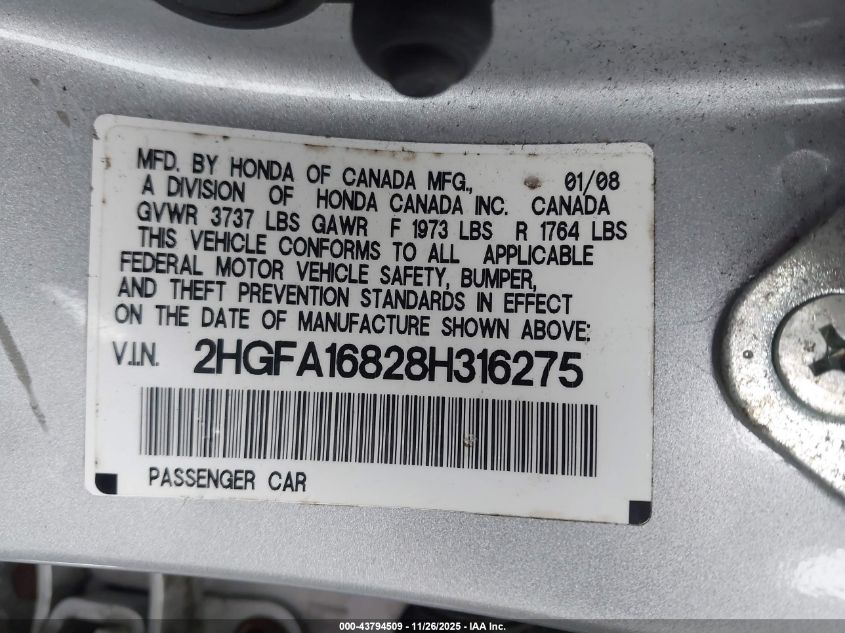 MFD. BY HONDA OF CANADA MFG., 01/08
A DIVISION OF HONDA CANADA INC. CANADA
GVWR 3737 LBS GAWR F 1973 LBS R 1764 LBS
THIS VEHICLE CONFORMS TO ALL APPLICABLE
FEDERAL MOTOR VEHICLE SAFETY, BUMPER,
AND THEFT PREVENTION STANDARDS IN EFFECT
ON THE DATE OF MANUFACTURE SHOWN ABOVE:
V.I.N. 2HGFA16828H316275
PASSENGER CAR
000-43794509 - 11/26/2025 - IAA Inc.